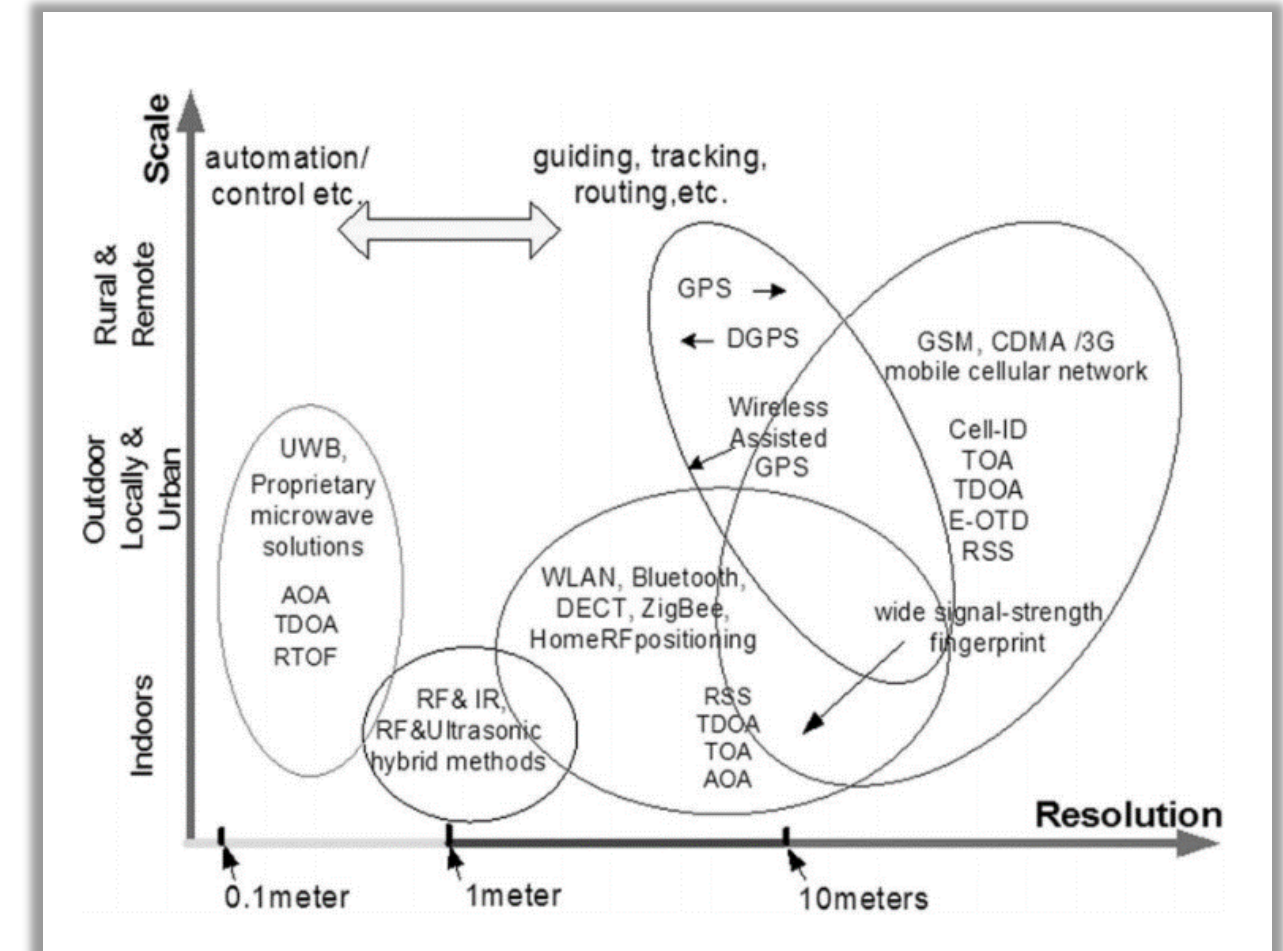 Scale
automation/
control etc.
guiding, tracking,
routing,etc.
Rural &
Remote
GPS
DGPS
GSM, CDMA /3G
mobile cellular network
Wireless
Assisted
GPS
Cell-ID
TOA
TDOA
E-OTD
RSS
Outdoor
Locally &
Urban
UWB,
Proprietary
microwave
solutions
AOA
TDOA
RTOF
WLAN, Bluetooth,
DECT, ZigBee,
HomeRFpositioning
wide signal-strength
fingerprint
Indoors
RF& IR,
RF&Ultrasonic
hybrid methods
RSS
TDOA
TOA
AOA
Resolution
0.1meter
1meter
10meters